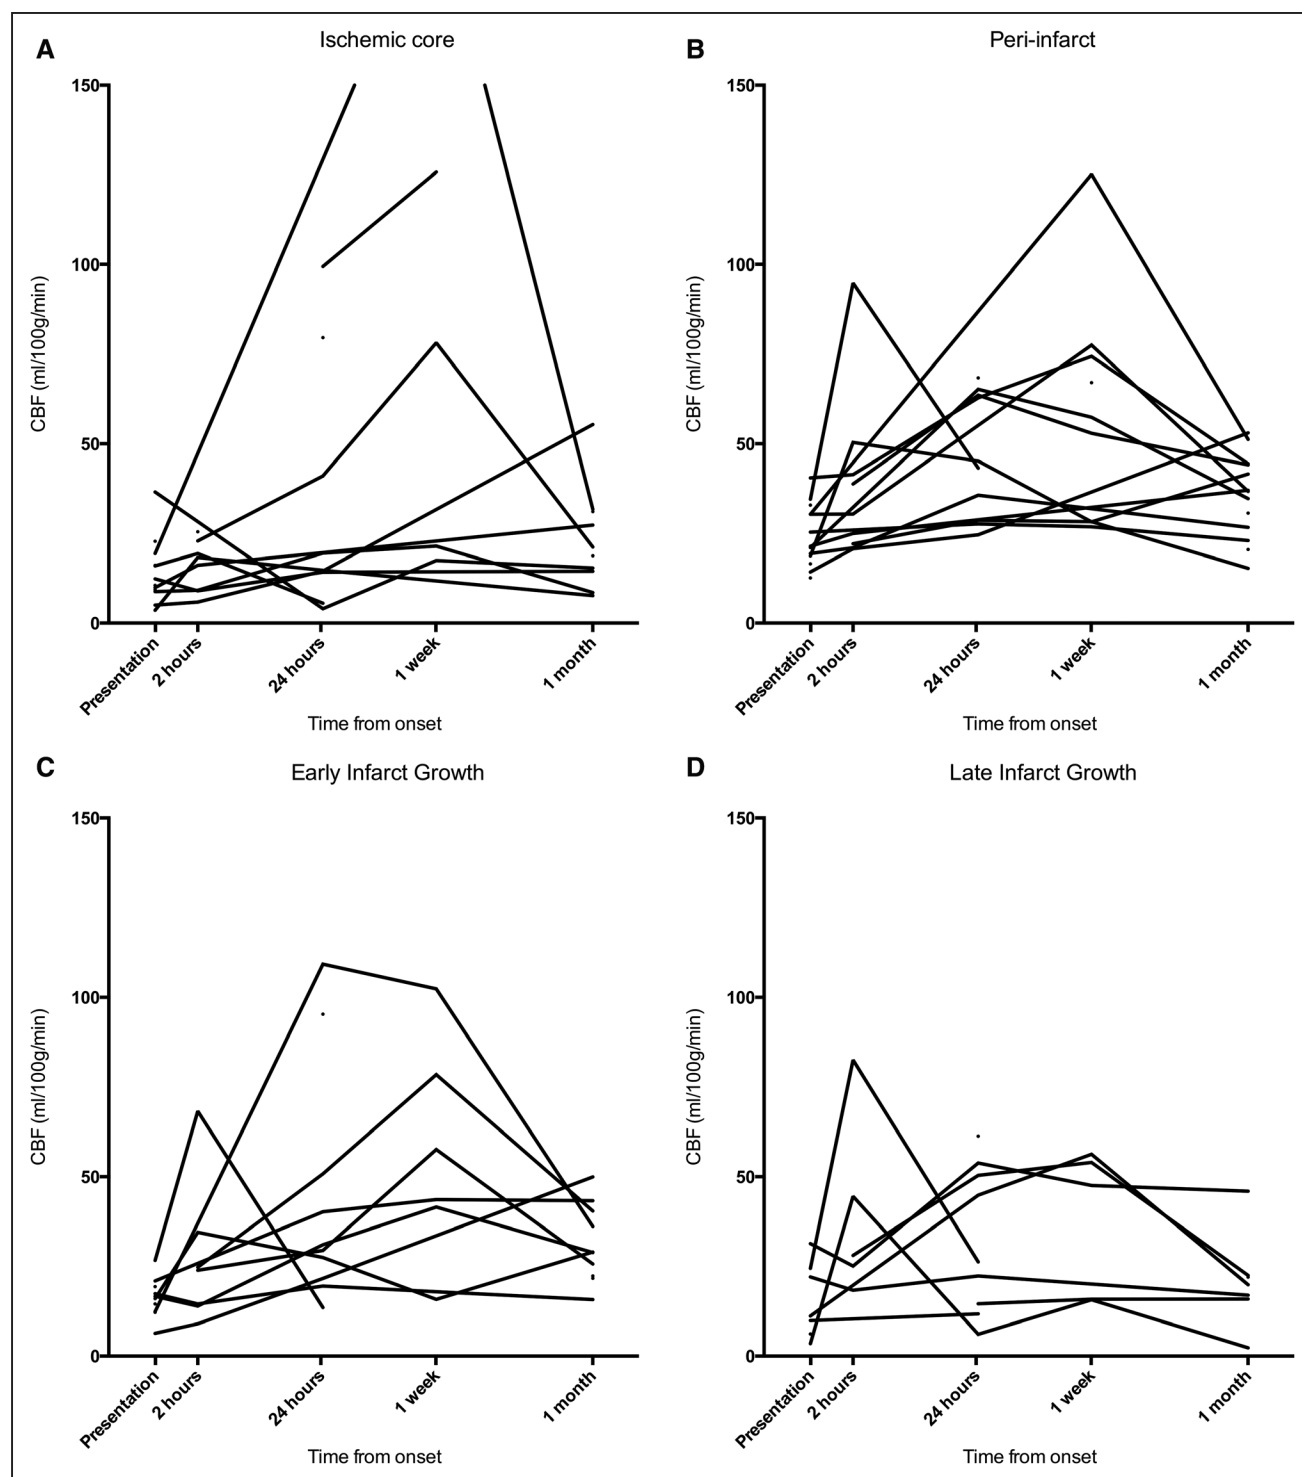 A
Ischemic core
150
100
50
0
CBF (ml/100g/min)
Presentation
2 hours
24 hours
1 week
1 month
Time from onset
B
Peri-infarct
150
100
50
0
CBF (ml/100g/min)
Presentation
2 hours
24 hours
1 week
1 month
Time from onset
C
Early Infarct Growth
150
100
50
0
CBF (ml/100g/min)
Presentation
2 hours
24 hours
1 week
1 month
Time from onset
D
Late Infarct Growth
150
100
50
0
CBF (ml/100g/min)
Presentation
2 hours
24 hours
1 week
1 month
Time from onset